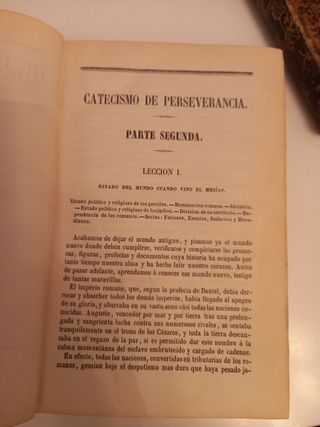 CATECISMO DE PERSEVERANCIA.
PARTE SEGUNDA.
LECCION I.
ESTADO DEL MUNDO CUANDO VINO EL MESÍAS.
Estado político y religioso de los gentiles. — Dominacion romana. — Idólatría.
— Estado político y religioso de los judíos. — Division de su territorio. — De-
pendencia de los romanos. — Sectas: Fariseos, Esenios, Saduceos y Hero-
dianos.
Acabamos de dejar el mundo antiguo, y pisamos ya el mundo
nuevo donde deben cumplirse, verificarse y completarse las pro-
mesas, figuras, profecías y documentos cuya historia ha ocupado por
tanto tiempo nuestra alma y ha hecho latir nuestro corazon. Antes
de pasar adelante, aprendamos á conocer ese mundo nuevo, testigo
de tantas maravillas.
El imperio romano, que, segun la profecía de Daniel, debia der-
rocar y absorber todos los demás imperios, habia llegado al apogeo
de su gloria, y abarcaba en su vasto seno casi todas las naciones
conocidas. Augusto, vencedor por mar y por tierra tras una prolon-
gada y sangrienta lucha contra sus numerosos rivales, se sentaba
tranquilamente en el trono de los Césares, y toda la tierra descan-
saba en el regazo de la paz, si es permitido dar este nombre á la
calma momentánea del esclavo embrutecido y cargado de cadenas.
En efecto, todas las naciones, convertidas en tributarias de los ro-
manos, gemian bajo el despotismo mas duro que haya pesado ja-